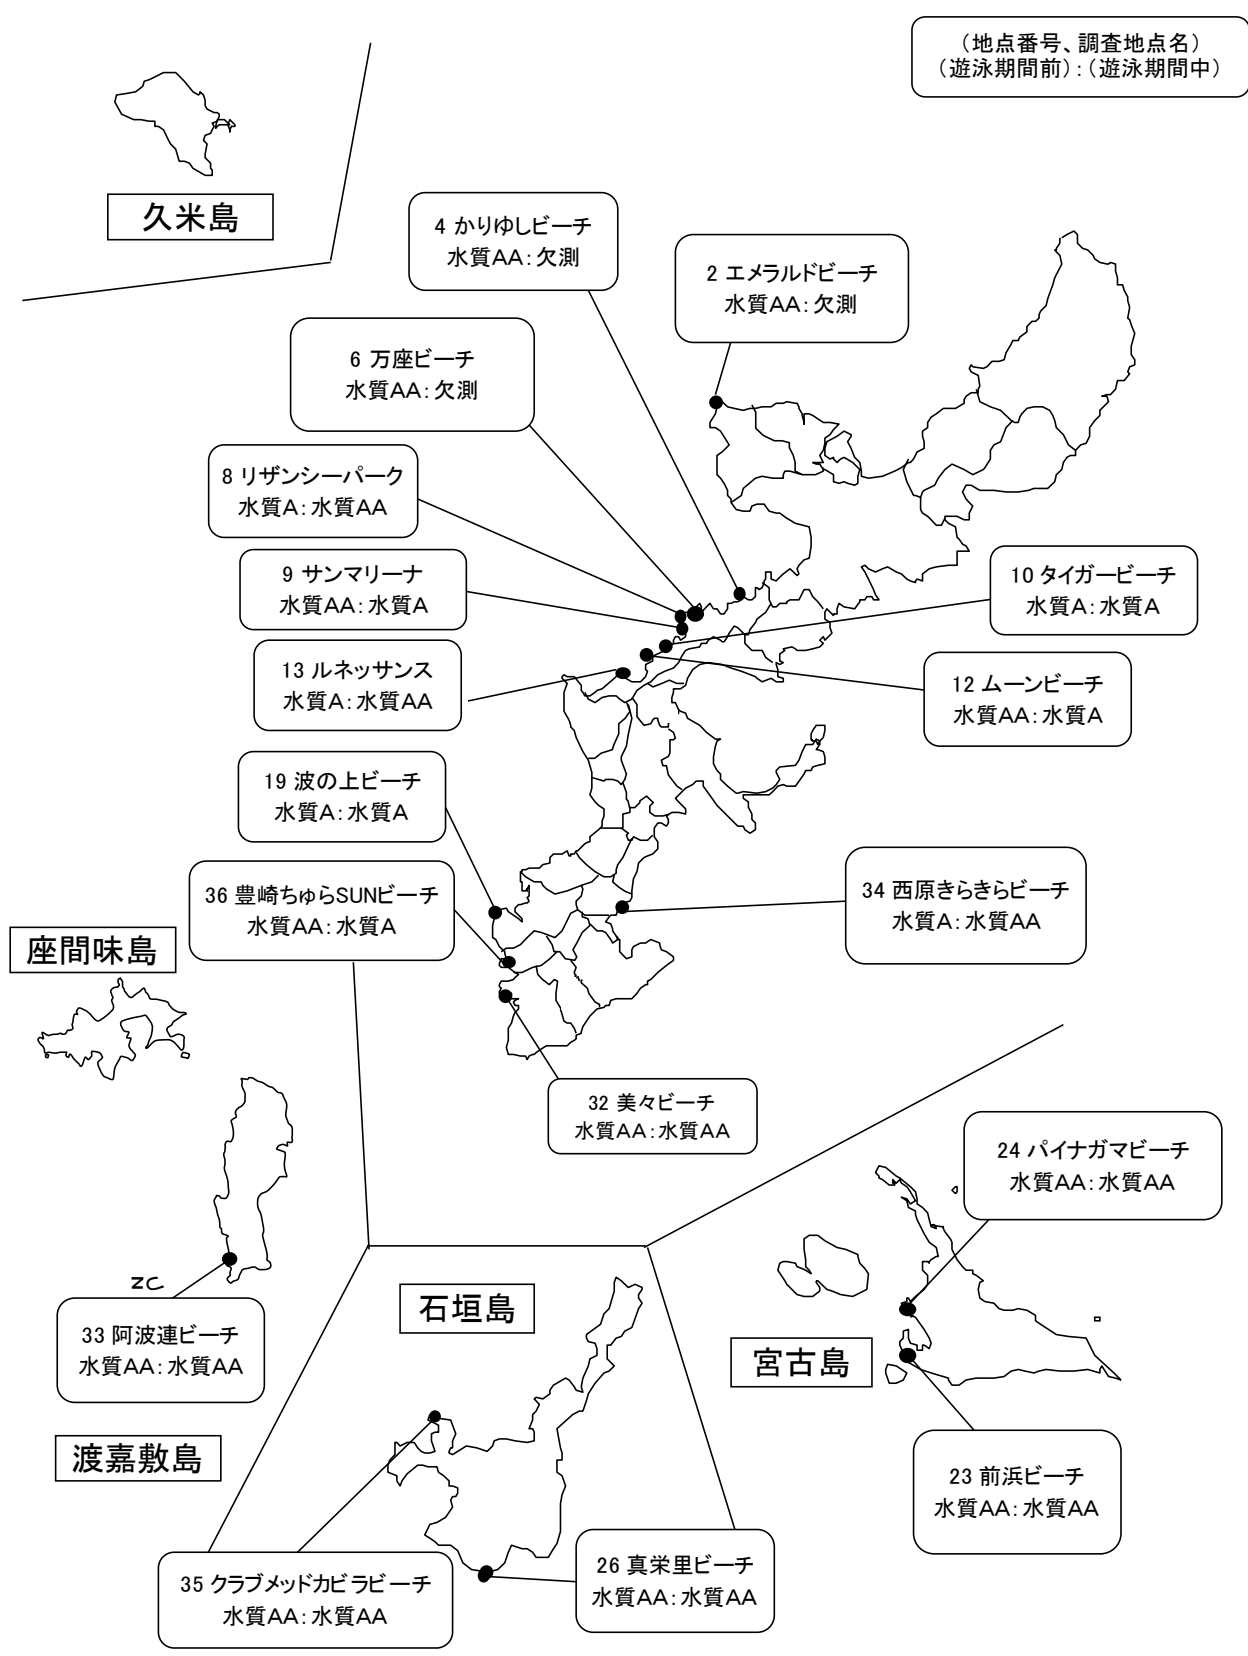 (地点番号、調査地点名)
(遊泳期間前):(遊泳期間中)
久米島
4 かりゆしビーチ
水質AA:欠測
2 エメラルドビーチ
水質AA:欠測
6 万座ビーチ
水質AA:欠測
8 リザンシーパーク
水質A:水質AA
9 サンマリーナ
水質AA:水質A
10 タイガービーチ
水質A:水質A
13 ルネッサンス
水質A:水質AA
12 ムーンビーチ
水質AA:水質A
19 波の上ビーチ
水質A:水質A
36 豊崎ちゅらSUNビーチ
水質AA:水質A
34 西原きらきらビーチ
水質A:水質AA
座間味島
32 美々ビーチ
水質AA:水質AA
24 パイナガマビーチ
水質AA:水質AA
33 阿波連ビーチ
水質AA:水質AA
石垣島
宮古島
渡嘉敷島
23 前浜ビーチ
水質AA:水質AA
35 クラブメッドカビラビーチ
水質AA:水質AA
26 真栄里ビーチ
水質AA:水質AA